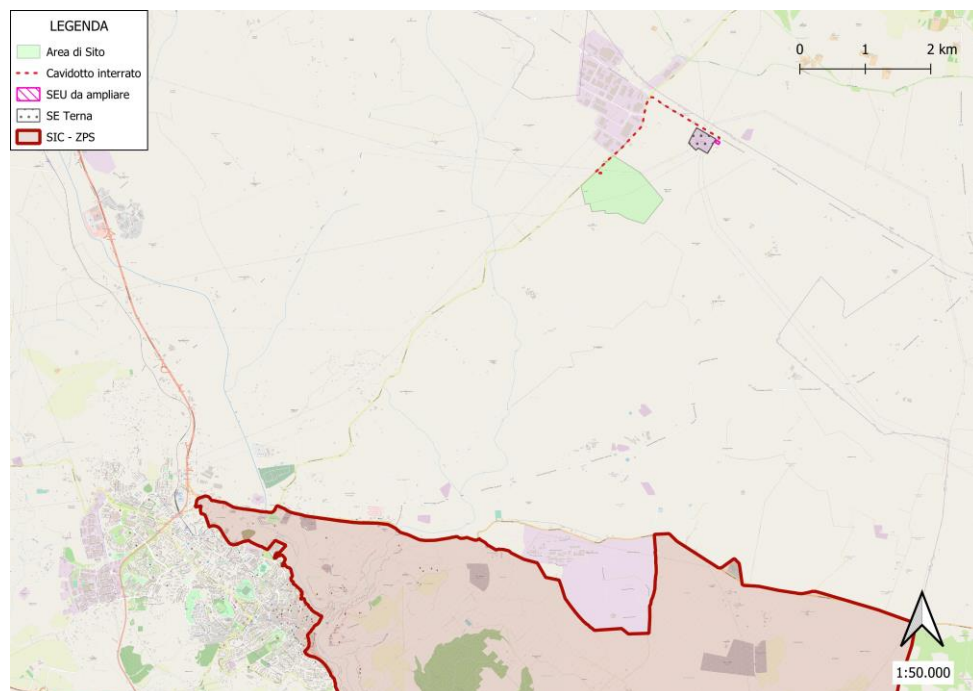 LEGENDA
Area di Sito
Cavidotto interrato
SEU da ampliare
SE Terna
SIC - ZPS
0 1 2 km
1:50.000